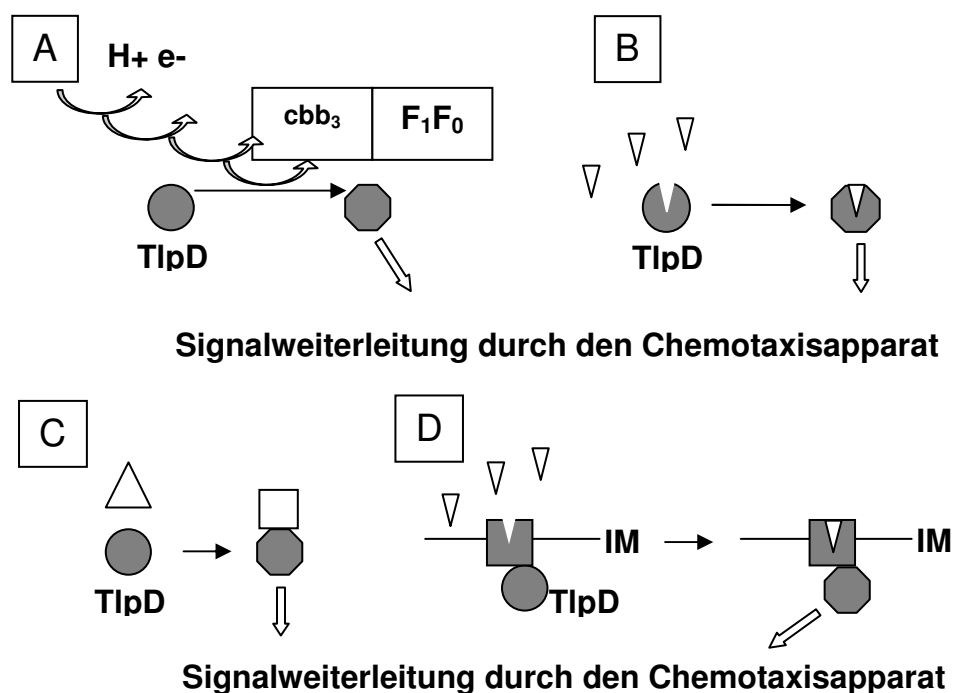 A
H+ e-
cbb₃
F₁F₀
TlpD
B
TlpD
Signalweiterleitung durch den Chemotaxisapparat
C
TlpD
D
IM
TlpD
IM
Signalweiterleitung durch den Chemotaxisapparat